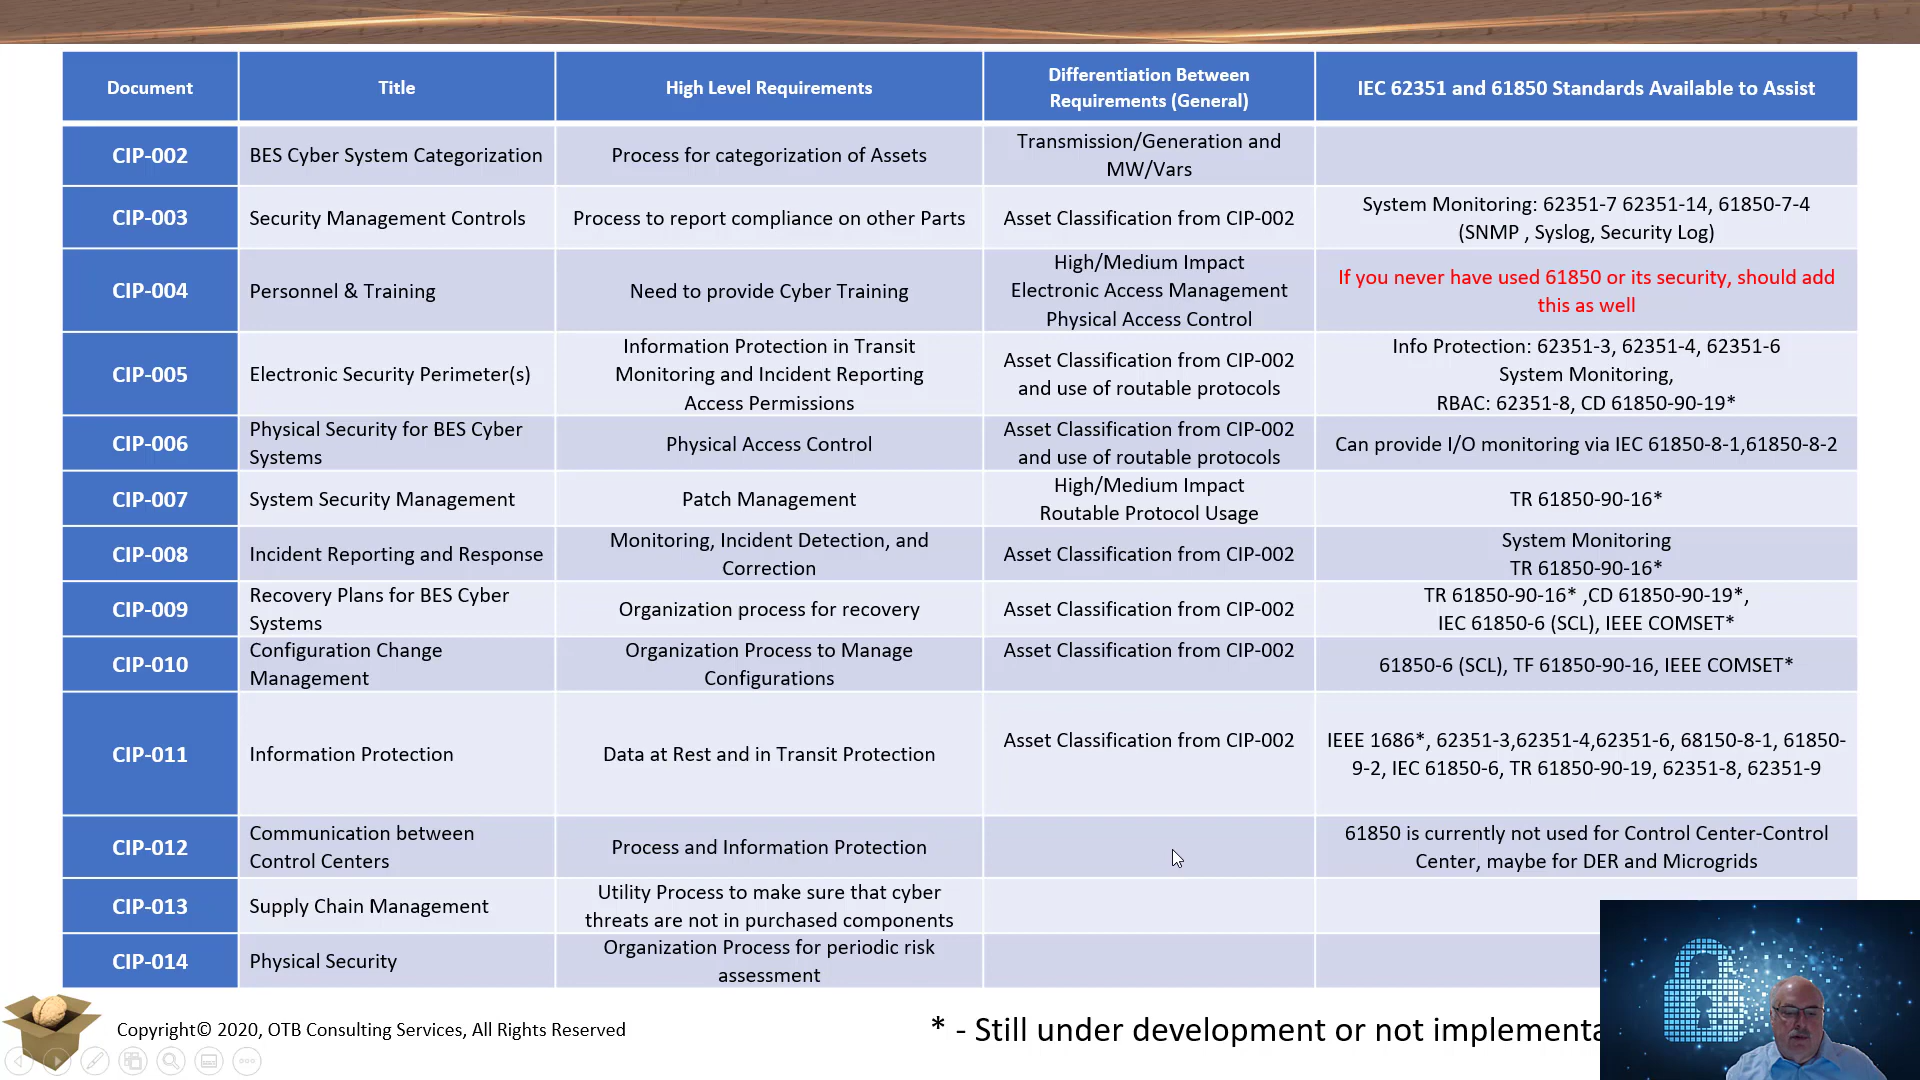 Document
Title
High Level Requirements
Differentiation Between
Requirements (General)
IEC 62351 and 61850 Standards Available to Assist
CIP-002
BES Cyber System Categorization
Process for categorization of Assets
Transmission/Generation and
MW/Vars
CIP-003
Security Management Controls
Process to report compliance on other Parts
Asset Classification from CIP-002
System Monitoring: 62351-7 62351-14, 61850-7-4
(SNMP , Syslog, Security Log)
CIP-004
Personnel & Training
Need to provide Cyber Training
High/Medium Impact
Electronic Access Management
Physical Access Control
If you never have used 61850 or its security, should add
this as well
CIP-005
Electronic Security Perimeter(s)
Information Protection in Transit
Monitoring and Incident Reporting
Access Permissions
Asset Classification from CIP-002
and use of routable protocols
Info Protection: 62351-3, 62351-4, 62351-6
System Monitoring,
RBAC: 62351-8, CD 61850-90-19*
CIP-006
Physical Security for BES Cyber
Systems
Physical Access Control
Asset Classification from CIP-002
and use of routable protocols
Can provide I/O monitoring via IEC 61850-8-1,61850-8-2
CIP-007
System Security Management
Patch Management
High/Medium Impact
Routable Protocol Usage
TR 61850-90-16*
CIP-008
Incident Reporting and Response
Monitoring, Incident Detection, and
Correction
Asset Classification from CIP-002
System Monitoring
TR 61850-90-16*
CIP-009
Recovery Plans for BES Cyber
Systems
Organization process for recovery
Asset Classification from CIP-002
TR 61850-90-16* ,CD 61850-90-19*,
IEC 61850-6 (SCL), IEEE COMSET*
CIP-010
Configuration Change
Management
Organization Process to Manage
Configurations
Asset Classification from CIP-002
61850-6 (SCL), TF 61850-90-16, IEEE COMSET*
CIP-011
Information Protection
Data at Rest and in Transit Protection
Asset Classification from CIP-002
IEEE 1686*, 62351-3,62351-4,62351-6, 68150-8-1, 61850-
9-2, IEC 61850-6, TR 61850-90-19, 62351-8, 62351-9
CIP-012
Communication between
Control Centers
Process and Information Protection
61850 is currently not used for Control Center-Control
Center, maybe for DER and Microgrids
CIP-013
Supply Chain Management
Utility Process to make sure that cyber
threats are not in purchased components
CIP-014
Physical Security
Organization Process for periodic risk
assessment
Copyright© 2020, OTB Consulting Services, All Rights Reserved
* - Still under development or not implementa